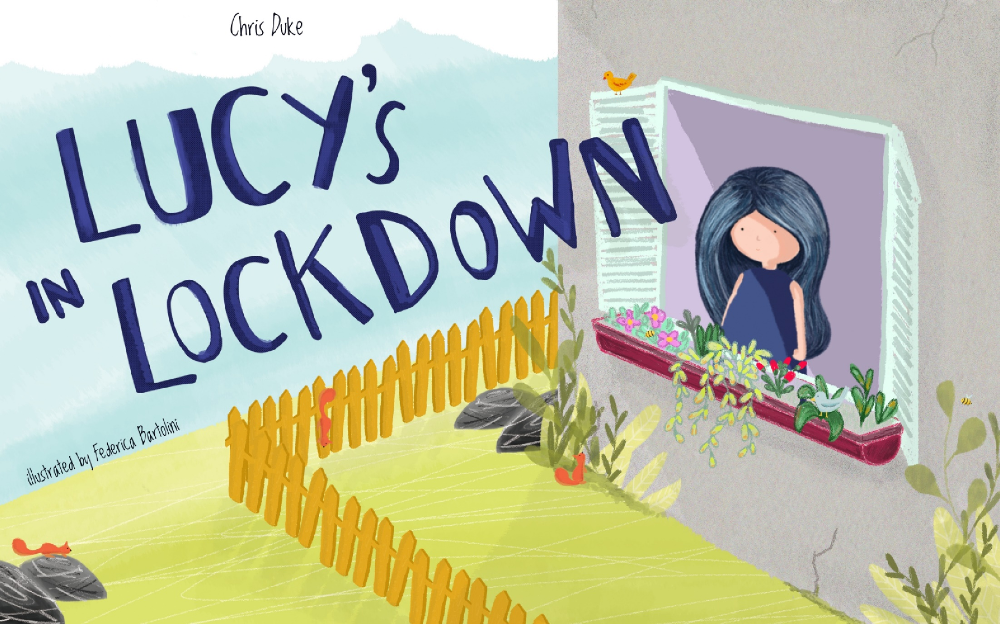 Chris Duke
LUCY's
IN LOCKDOWN
illustrated by Federica Bartolini